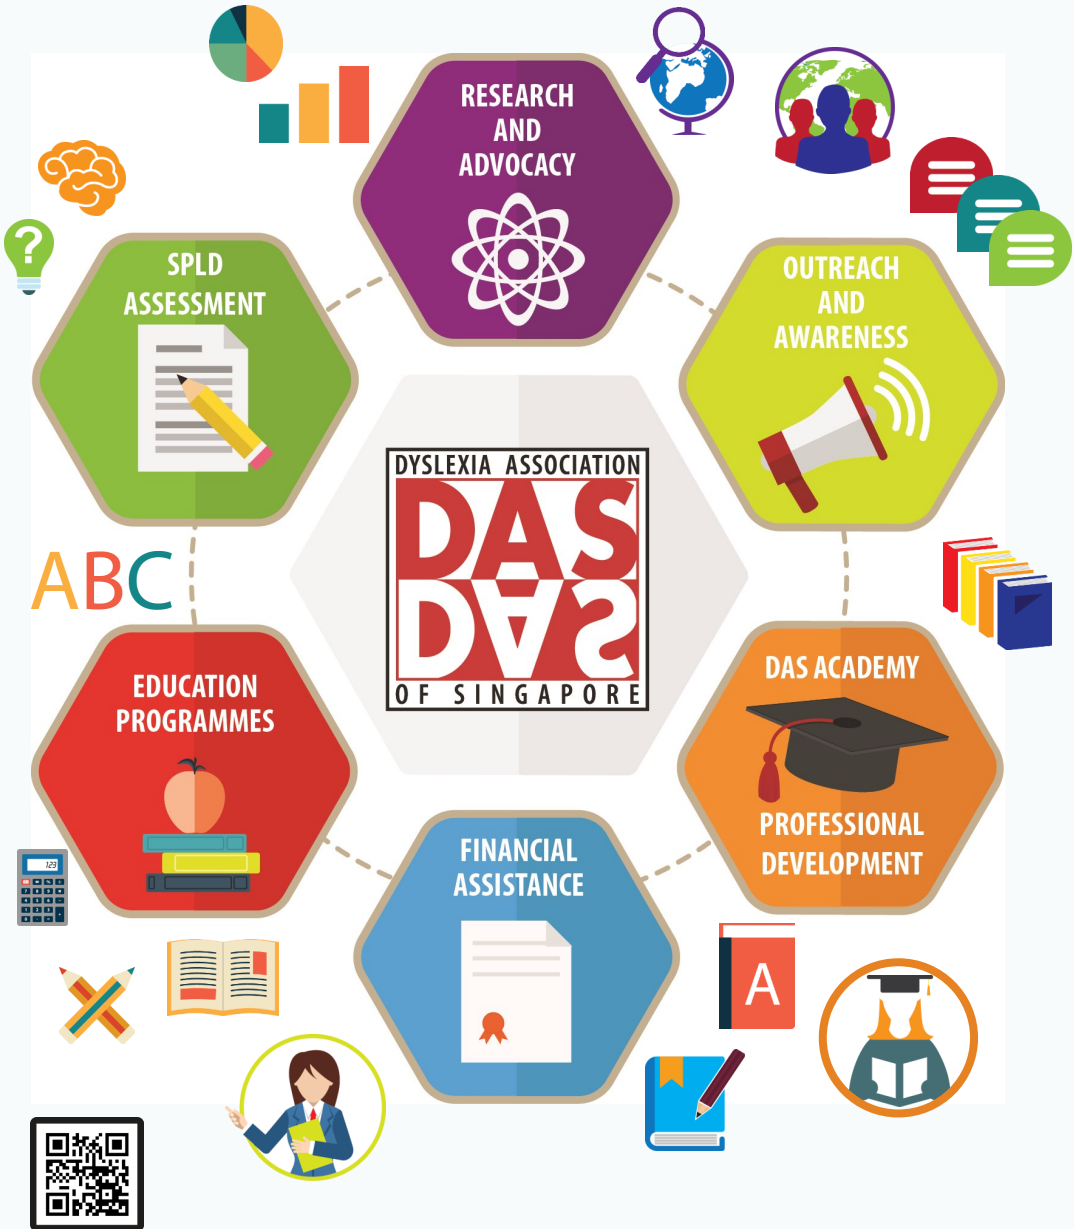 RESEARCH
AND
ADVOCACY
SPLD
ASSESSMENT
OUTREACH
AND
AWARENESS
?
DYSLEXIA ASSOCIATION
DAS
DAS
OF SINGAPORE
ABC
EDUCATION
PROGRAMMES
DAS ACADEMY
PROFESSIONAL
DEVELOPMENT
FINANCIAL
ASSISTANCE
123
A